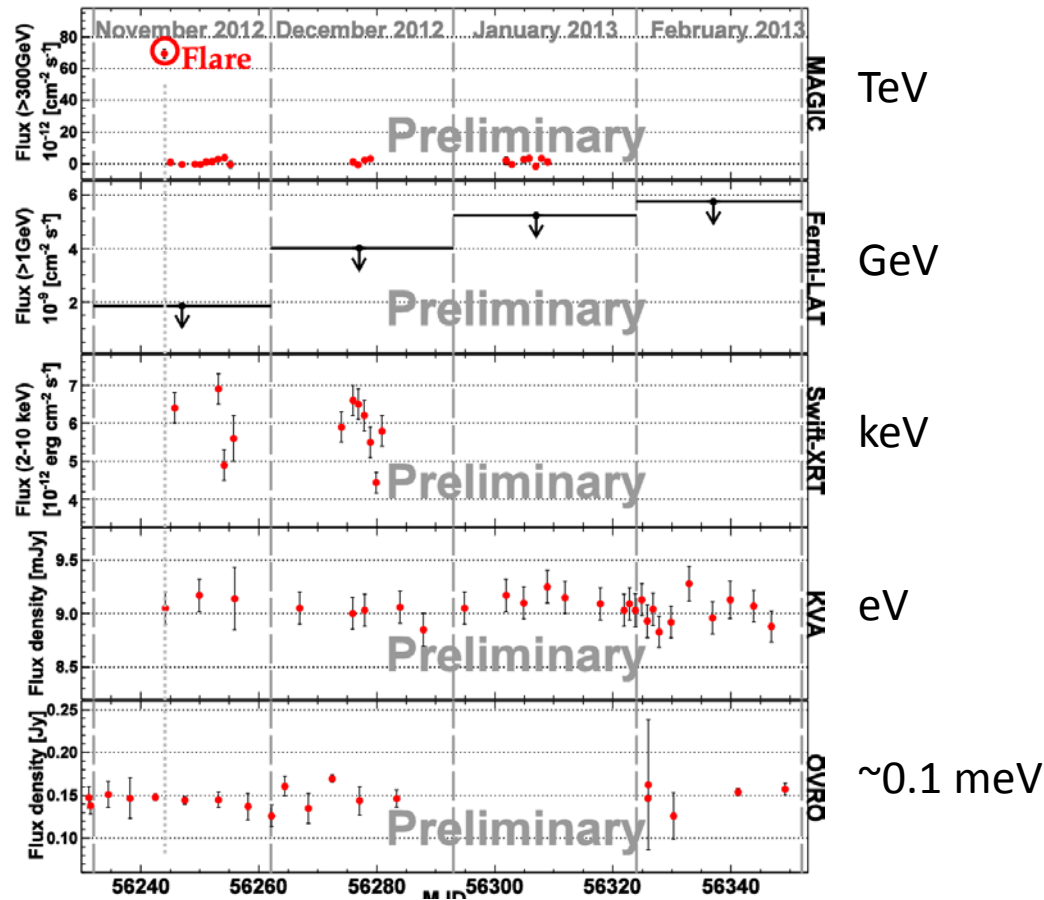 November 2012 December 2012 January 2013 February 2013
Flare
80
60
40
20
0
Flux (>300GeV)
10-12 [cm-2 s-1]
MAGIC
TeV
Preliminary
6
4
2
Flux (>1GeV)
10-9 [cm-2 s-1]
Fermi-LAT
GeV
Preliminary
7
6
5
4
Flux (2-10 keV)
[10-12 erg cm-2 s-1]
Swift-XRT
keV
Preliminary
9.5
9.0
8.5
Flux density [mJy]
KVA
eV
Preliminary
0.25
0.20
0.15
0.10
Flux density [Jy]
OVRO
~0.1 meV
Preliminary
56240 56260 56280 56300 56320 56340
MJD